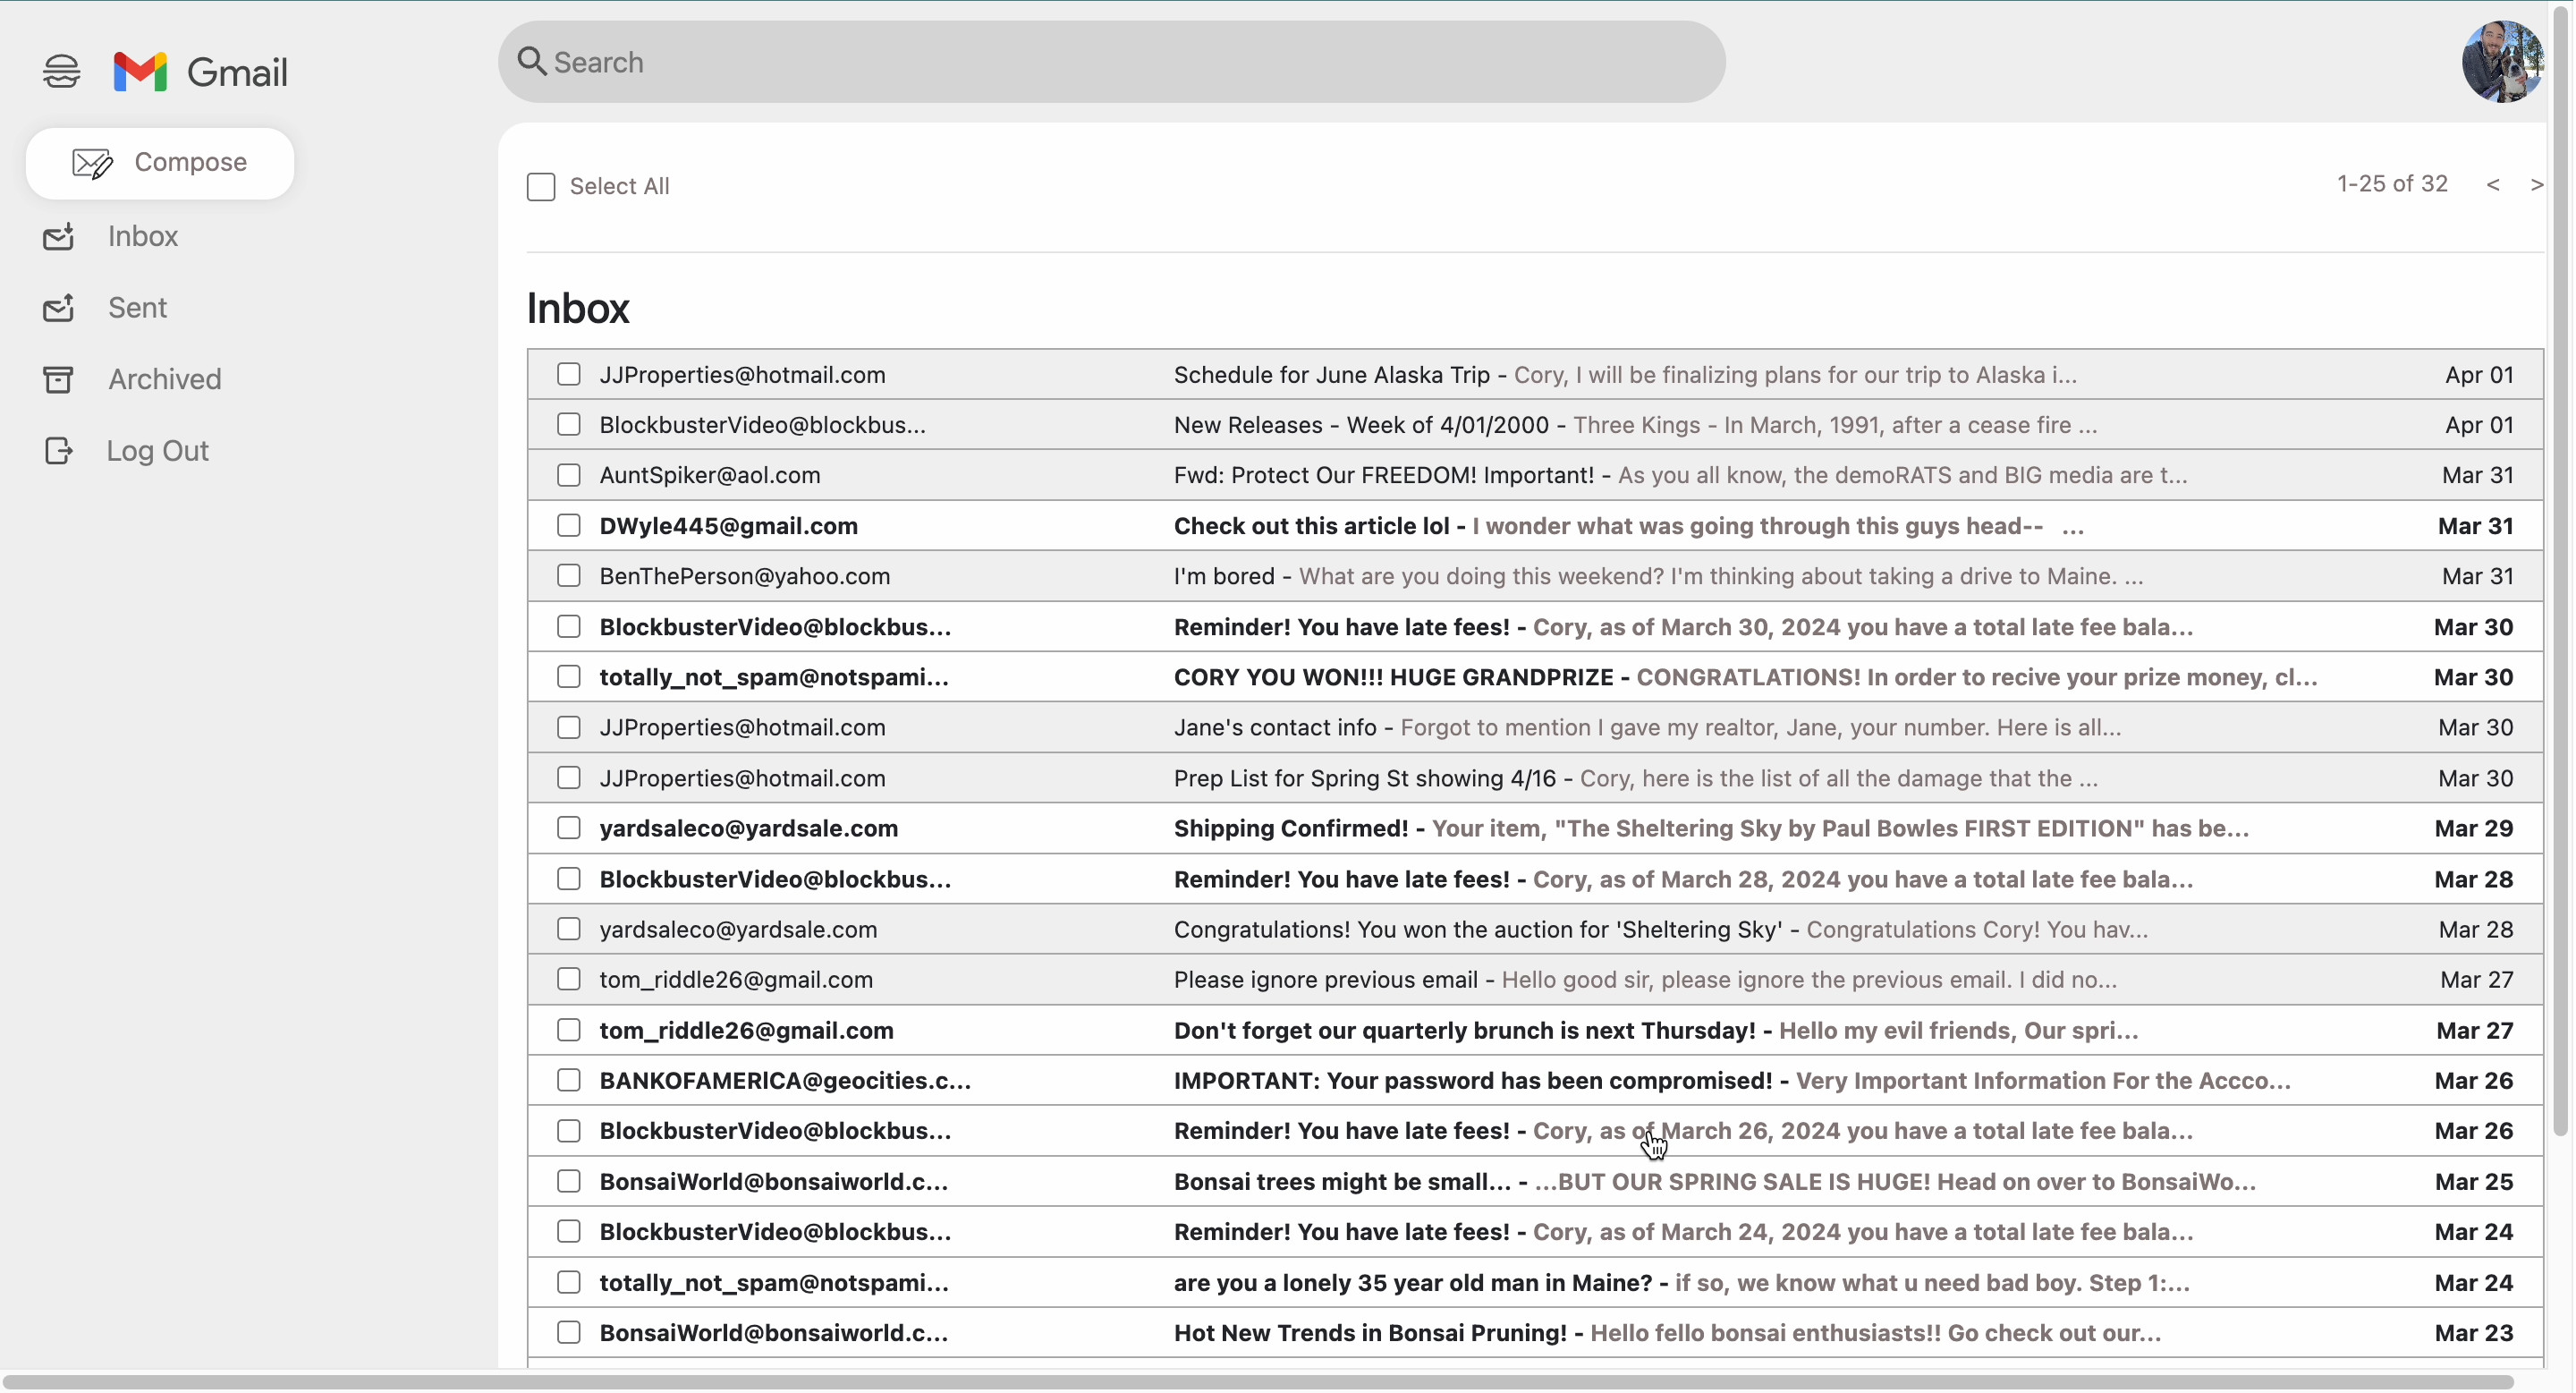 Gmail
Search
Compose
Inbox
Sent
Archived
Log Out
Select All
1-25 of 32 < >
Inbox
JJProperties@hotmail.com Schedule for June Alaska Trip - Cory, I will be finalizing plans for our trip to Alaska i... Apr 01
BlockbusterVideo@blockbus... New Releases - Week of 4/01/2000 - Three Kings - In March, 1991, after a cease fire ... Apr 01
AuntSpiker@aol.com Fwd: Protect Our FREEDOM! Important! - As you all know, the demoRATS and BIG media are t... Mar 31
DWyle445@gmail.com Check out this article lol - I wonder what was going through this guys head-- ... Mar 31
BenThePerson@yahoo.com I'm bored - What are you doing this weekend? I'm thinking about taking a drive to Maine. ... Mar 31
BlockbusterVideo@blockbus... Reminder! You have late fees! - Cory, as of March 30, 2024 you have a total late fee bala... Mar 30
totally_not_spam@notspami... CORY YOU WON!!! HUGE GRANDPRIZE - CONGRATLATIONS! In order to recive your prize money, cl... Mar 30
JJProperties@hotmail.com Jane's contact info - Forgot to mention I gave my realtor, Jane, your number. Here is all... Mar 30
JJProperties@hotmail.com Prep List for Spring St showing 4/16 - Cory, here is the list of all the damage that the ... Mar 30
yardsaleco@yardsale.com Shipping Confirmed! - Your item, "The Sheltering Sky by Paul Bowles FIRST EDITION" has be... Mar 29
BlockbusterVideo@blockbus... Reminder! You have late fees! - Cory, as of March 28, 2024 you have a total late fee bala... Mar 28
yardsaleco@yardsale.com Congratulations! You won the auction for 'Sheltering Sky' - Congratulations Cory! You hav... Mar 28
tom_riddle26@gmail.com Please ignore previous email - Hello good sir, please ignore the previous email. I did no... Mar 27
tom_riddle26@gmail.com Don't forget our quarterly brunch is next Thursday! - Hello my evil friends, Our spri... Mar 27
BANKOFAMERICA@geocities.c... IMPORTANT: Your password has been compromised! - Very Important Information For the Accco... Mar 26
BlockbusterVideo@blockbus... Reminder! You have late fees! - Cory, as of March 26, 2024 you have a total late fee bala... Mar 26
BonsaiWorld@bonsaiworld.c... Bonsai trees might be small... - ...BUT OUR SPRING SALE IS HUGE! Head on over to BonsaiWo... Mar 25
BlockbusterVideo@blockbus... Reminder! You have late fees! - Cory, as of March 24, 2024 you have a total late fee bala... Mar 24
totally_not_spam@notspami... are you a lonely 35 year old man in Maine? - if so, we know what u need bad boy. Step 1:... Mar 24
BonsaiWorld@bonsaiworld.c... Hot New Trends in Bonsai Pruning! - Hello fello bonsai enthusiasts!! Go check out our... Mar 23